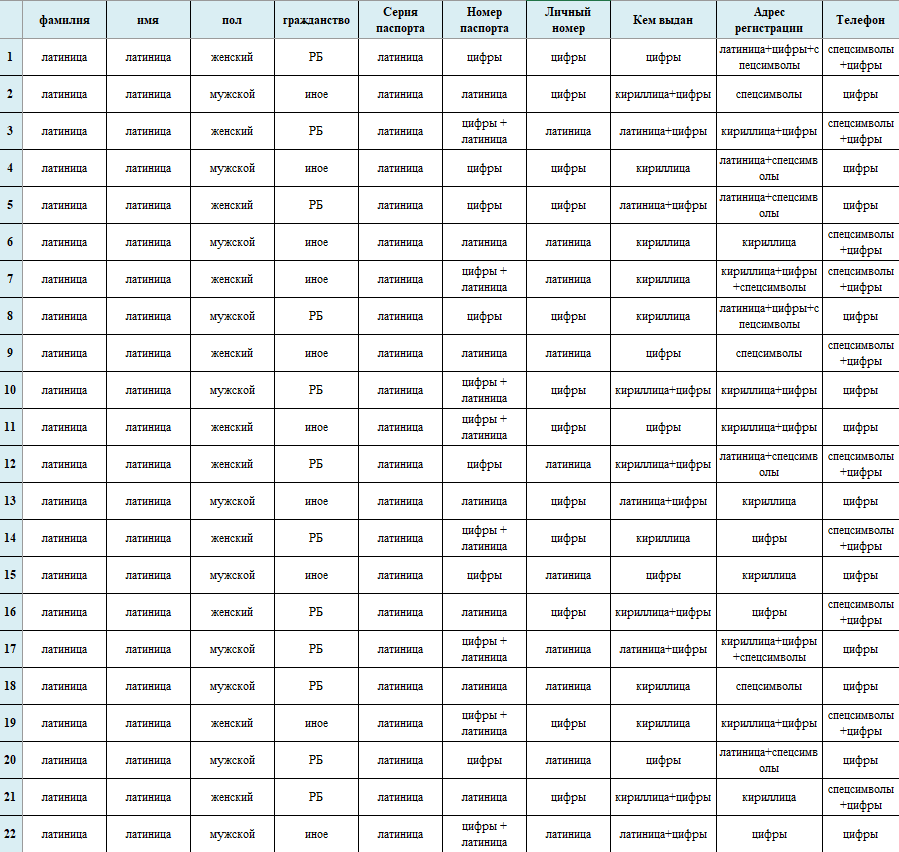 фамилия имя пол гражданство Серия паспорта Номер паспорта Личный номер Кем выдан Адрес регистрации Телефон
1 латиница латиница женский РБ латиница цифры цифры цифры латиница+цифры+спецсимволы спецсимволы+цифры
2 латиница латиница мужской иное латиница латиница цифры кириллица+цифры спецсимволы цифры
3 латиница латиница женский РБ латиница цифры + латиница латиница латиница+цифры кириллица+цифры спецсимволы+цифры
4 латиница латиница мужской иное латиница цифры цифры кириллица латиница+спецсимволы цифры
5 латиница латиница женский РБ латиница цифры цифры латиница+цифры латиница+спецсимволы цифры
6 латиница латиница мужской иное латиница латиница латиница кириллица кириллица спецсимволы+цифры
7 латиница латиница женский иное латиница цифры + латиница латиница кириллица кириллица+цифры+спецсимволы спецсимволы+цифры
8 латиница латиница мужской РБ латиница цифры цифры кириллица латиница+цифры+спецсимволы цифры
9 латиница латиница женский иное латиница латиница латиница цифры спецсимволы спецсимволы+цифры
10 латиница латиница мужской РБ латиница цифры + латиница цифры кириллица+цифры кириллица+цифры цифры
11 латиница латиница женский иное латиница цифры + латиница цифры цифры кириллица+цифры цифры
12 латиница латиница женский РБ латиница цифры латиница кириллица+цифры латиница+спецсимволы спецсимволы+цифры
13 латиница латиница мужской иное латиница латиница цифры латиница+цифры кириллица цифры
14 латиница латиница женский РБ латиница цифры + латиница цифры кириллица цифры спецсимволы+цифры
15 латиница латиница мужской иное латиница цифры латиница цифры кириллица цифры
16 латиница латиница женский РБ латиница латиница цифры кириллица+цифры цифры спецсимволы+цифры
17 латиница латиница мужской РБ латиница цифры + латиница латиница латиница+цифры кириллица+цифры+спецсимволы цифры
18 латиница латиница мужской РБ латиница латиница латиница кириллица спецсимволы цифры
19 латиница латиница женский иное латиница цифры + латиница цифры кириллица кириллица+цифры спецсимволы+цифры
20 латиница латиница мужской РБ латиница цифры латиница цифры латиница+спецсимволы цифры
21 латиница латиница женский РБ латиница латиница цифры кириллица+цифры кириллица спецсимволы+цифры
22 латиница латиница мужской иное латиница цифры + латиница латиница латиница+цифры цифры цифры